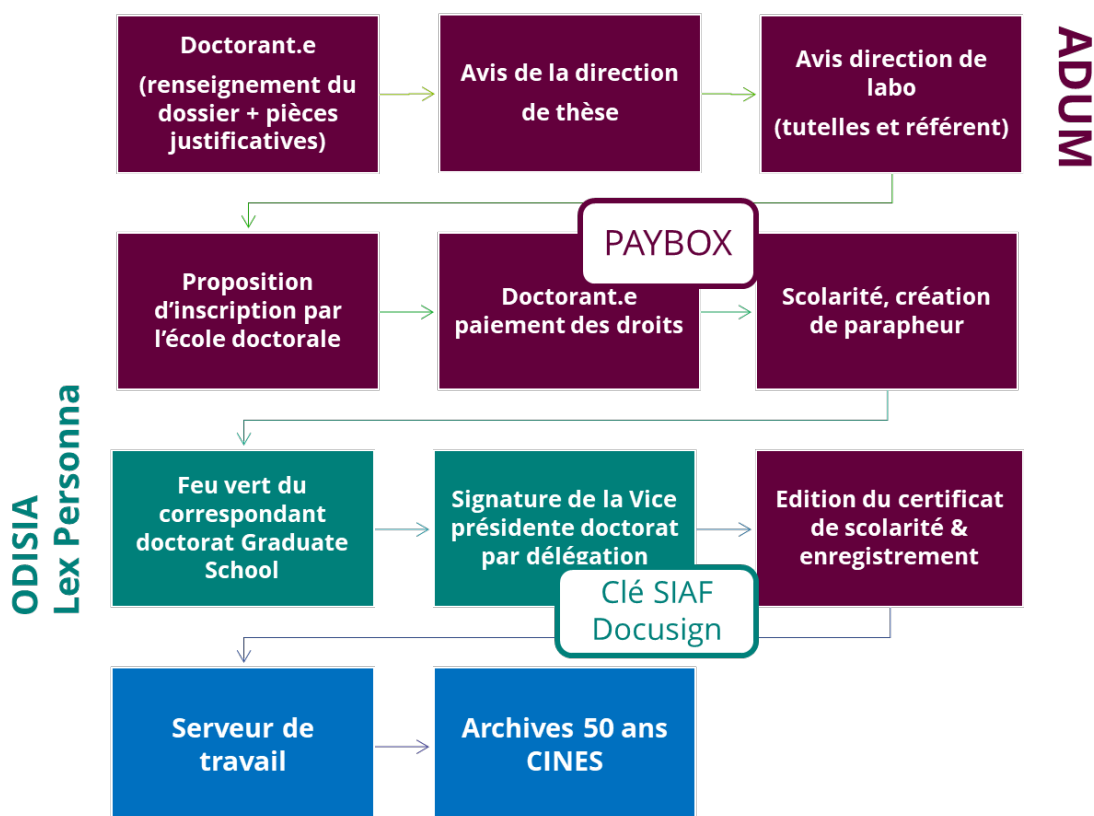 Doctorant.e
(renseignement du
dossier + pièces
justificatives)
Avis de la direction
de thèse
Avis direction de
labo
(tutelles et référent)
ADUM
PAYBOX
Proposition
d’inscription par
l’école doctorale
Doctorant.e
paiement des droits
Scolarité, création
de parapheur
ODISIA
Lex Personna
Feu vert du
correspondant
doctorat Graduate
School
Signature de la Vice
présidente doctorat
par délégation
Edition du certificat
de scolarité &
enregistrement
Clé SIAF
Docusign
Serveur de
travail
Archives 50 ans
CINES